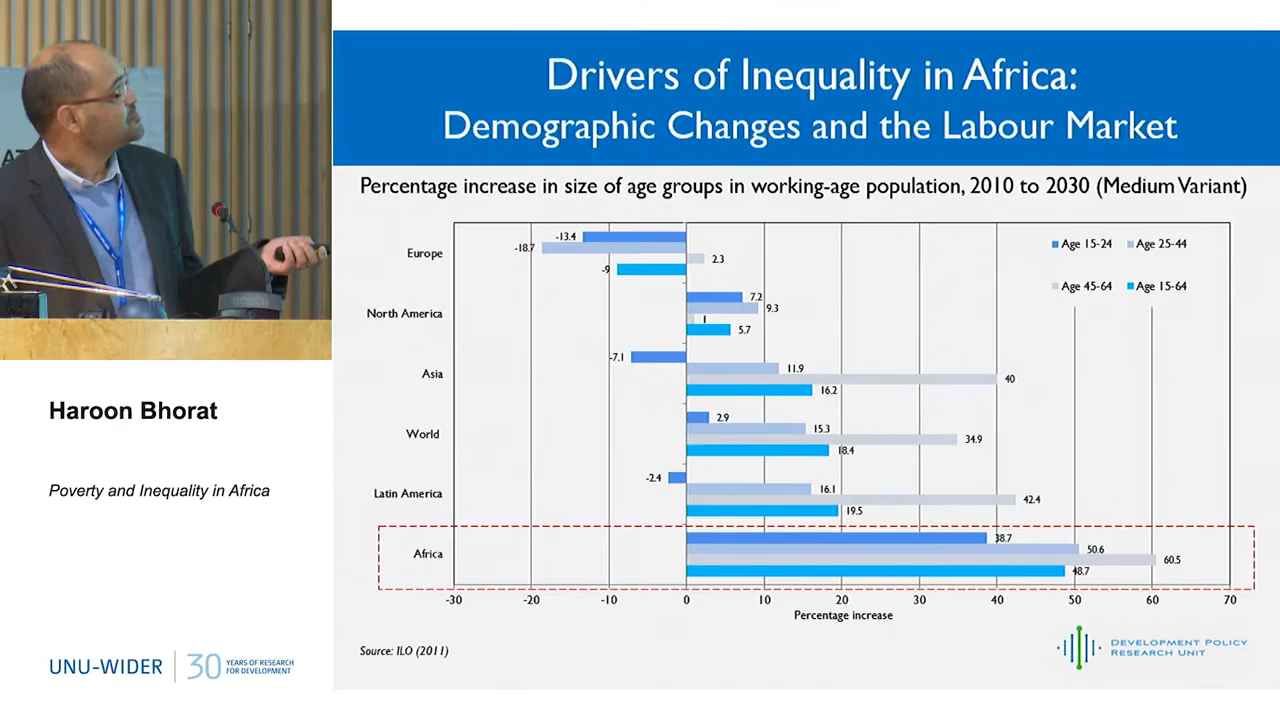 Drivers of Inequality in Africa:
Demographic Changes and the Labour Market
Percentage increase in size of age groups in working-age population, 2010 to 2030 (Medium Variant)
Age 15-24
Age 25-44
Age 45-64
Age 15-64
Europe
-13.4
-18.7
2.3
-9
North America
7.2
9.3
1
5.7
Asia
-7.1
11.9
40
16.2
World
2.9
15.3
34.9
18.4
Latin America
-2.4
16.1
42.4
19.5
Africa
38.7
50.6
60.5
48.7
-30 -20 -10 0 10 20 30 40 50 60 70
Percentage increase
Source: ILO (2011)
DEVELOPMENT POLICY
RESEARCH UNIT
Haroon Bhorat
Poverty and Inequality in Africa
UNU-WIDER
30 YEARS OF RESEARCH
FOR DEVELOPMENT